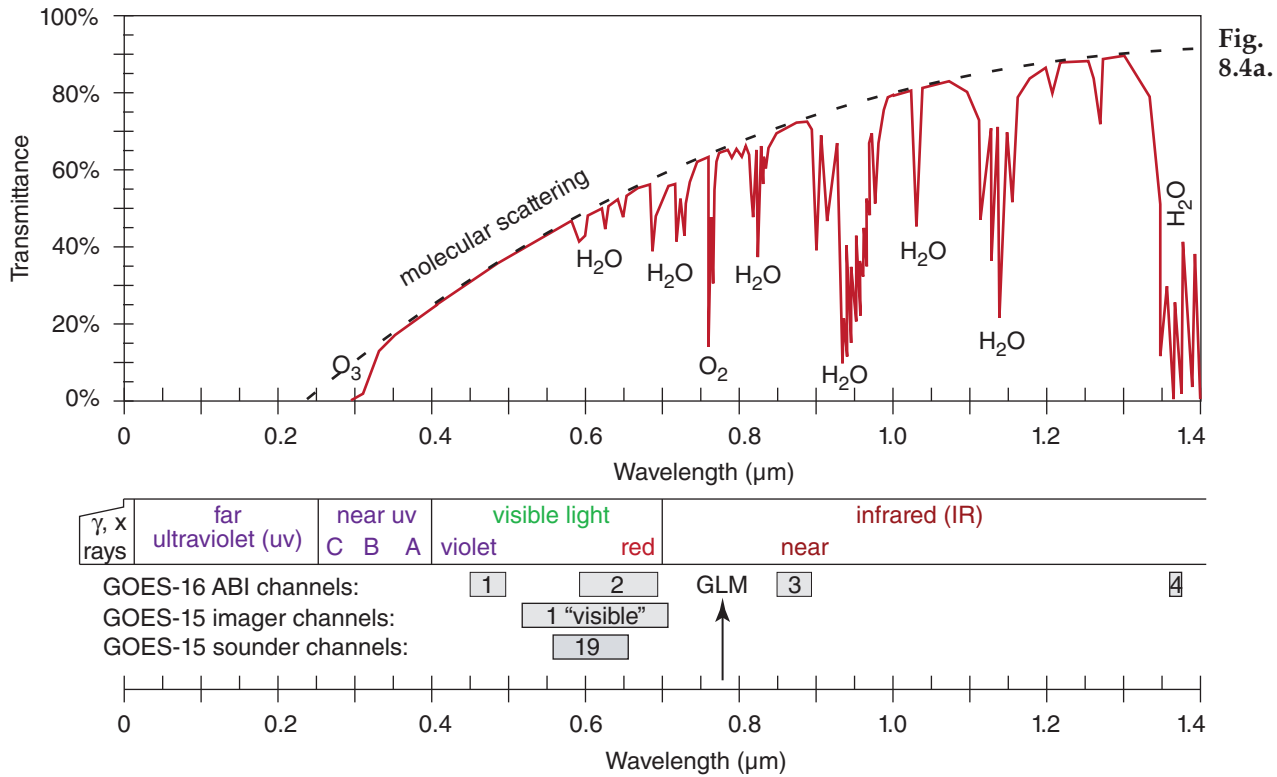 100%
80%
60%
40%
20%
0%
Transmittance
Fig.
8.4a.
molecular scattering
O3
H2O
H2O
O2
H2O
H2O
H2O
H2O
H2O
0 0.2 0.4 0.6 0.8 1.0 1.2 1.4
Wavelength (µm)
γ, x
rays
far
ultraviolet (uv)
near uv
C B A
visible light
violet red
infrared (IR)
near
GOES-16 ABI channels: 1 2 GLM 3 4
GOES-15 imager channels: 1 "visible"
GOES-15 sounder channels: 19
0 0.2 0.4 0.6 0.8 1.0 1.2 1.4
Wavelength (µm)